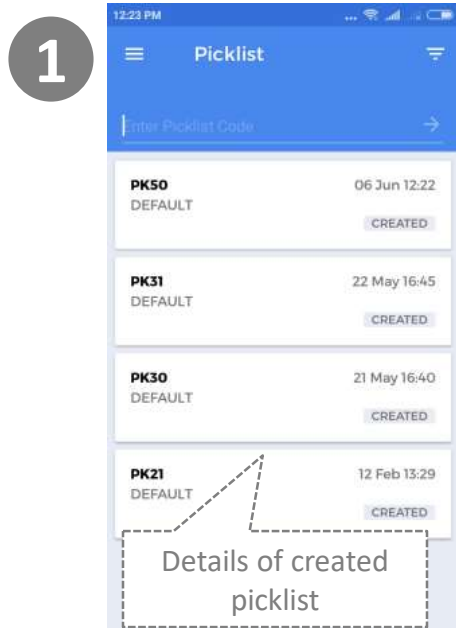 1
12:23 PM ...
Picklist
Enter Picklist Code
PK50 06 Jun 12:22
DEFAULT
CREATED
PK31 22 May 16:45
DEFAULT
CREATED
PK30 21 May 16:40
DEFAULT
CREATED
PK21 12 Feb 13:29
DEFAULT
CREATED
Details of created
picklist